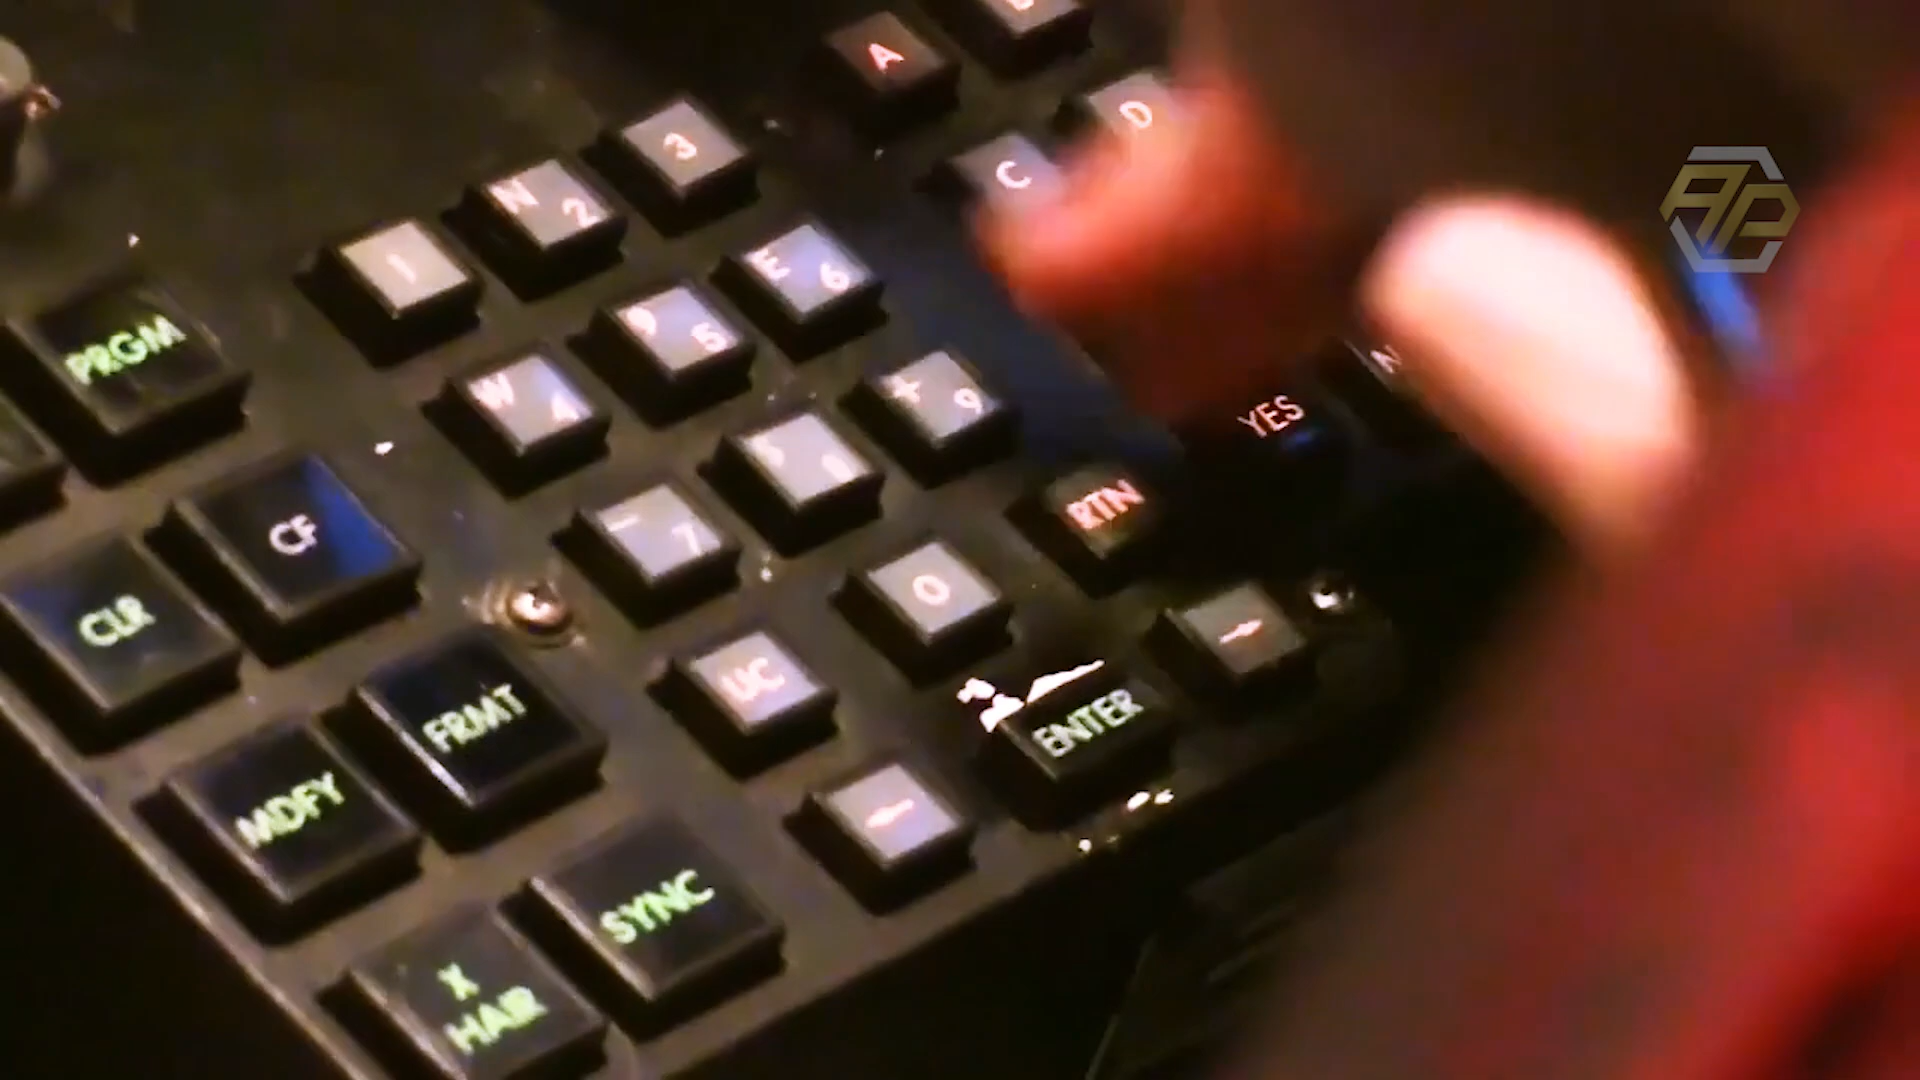 A
D
C
3
N 2
1
E 6
5
W 4
+ 9
- 7
PRGM
YES
N
RTN
CF
CLR
0
UC
ENTER
FRMT
MDFY
SYNC
X
HAIR
AP